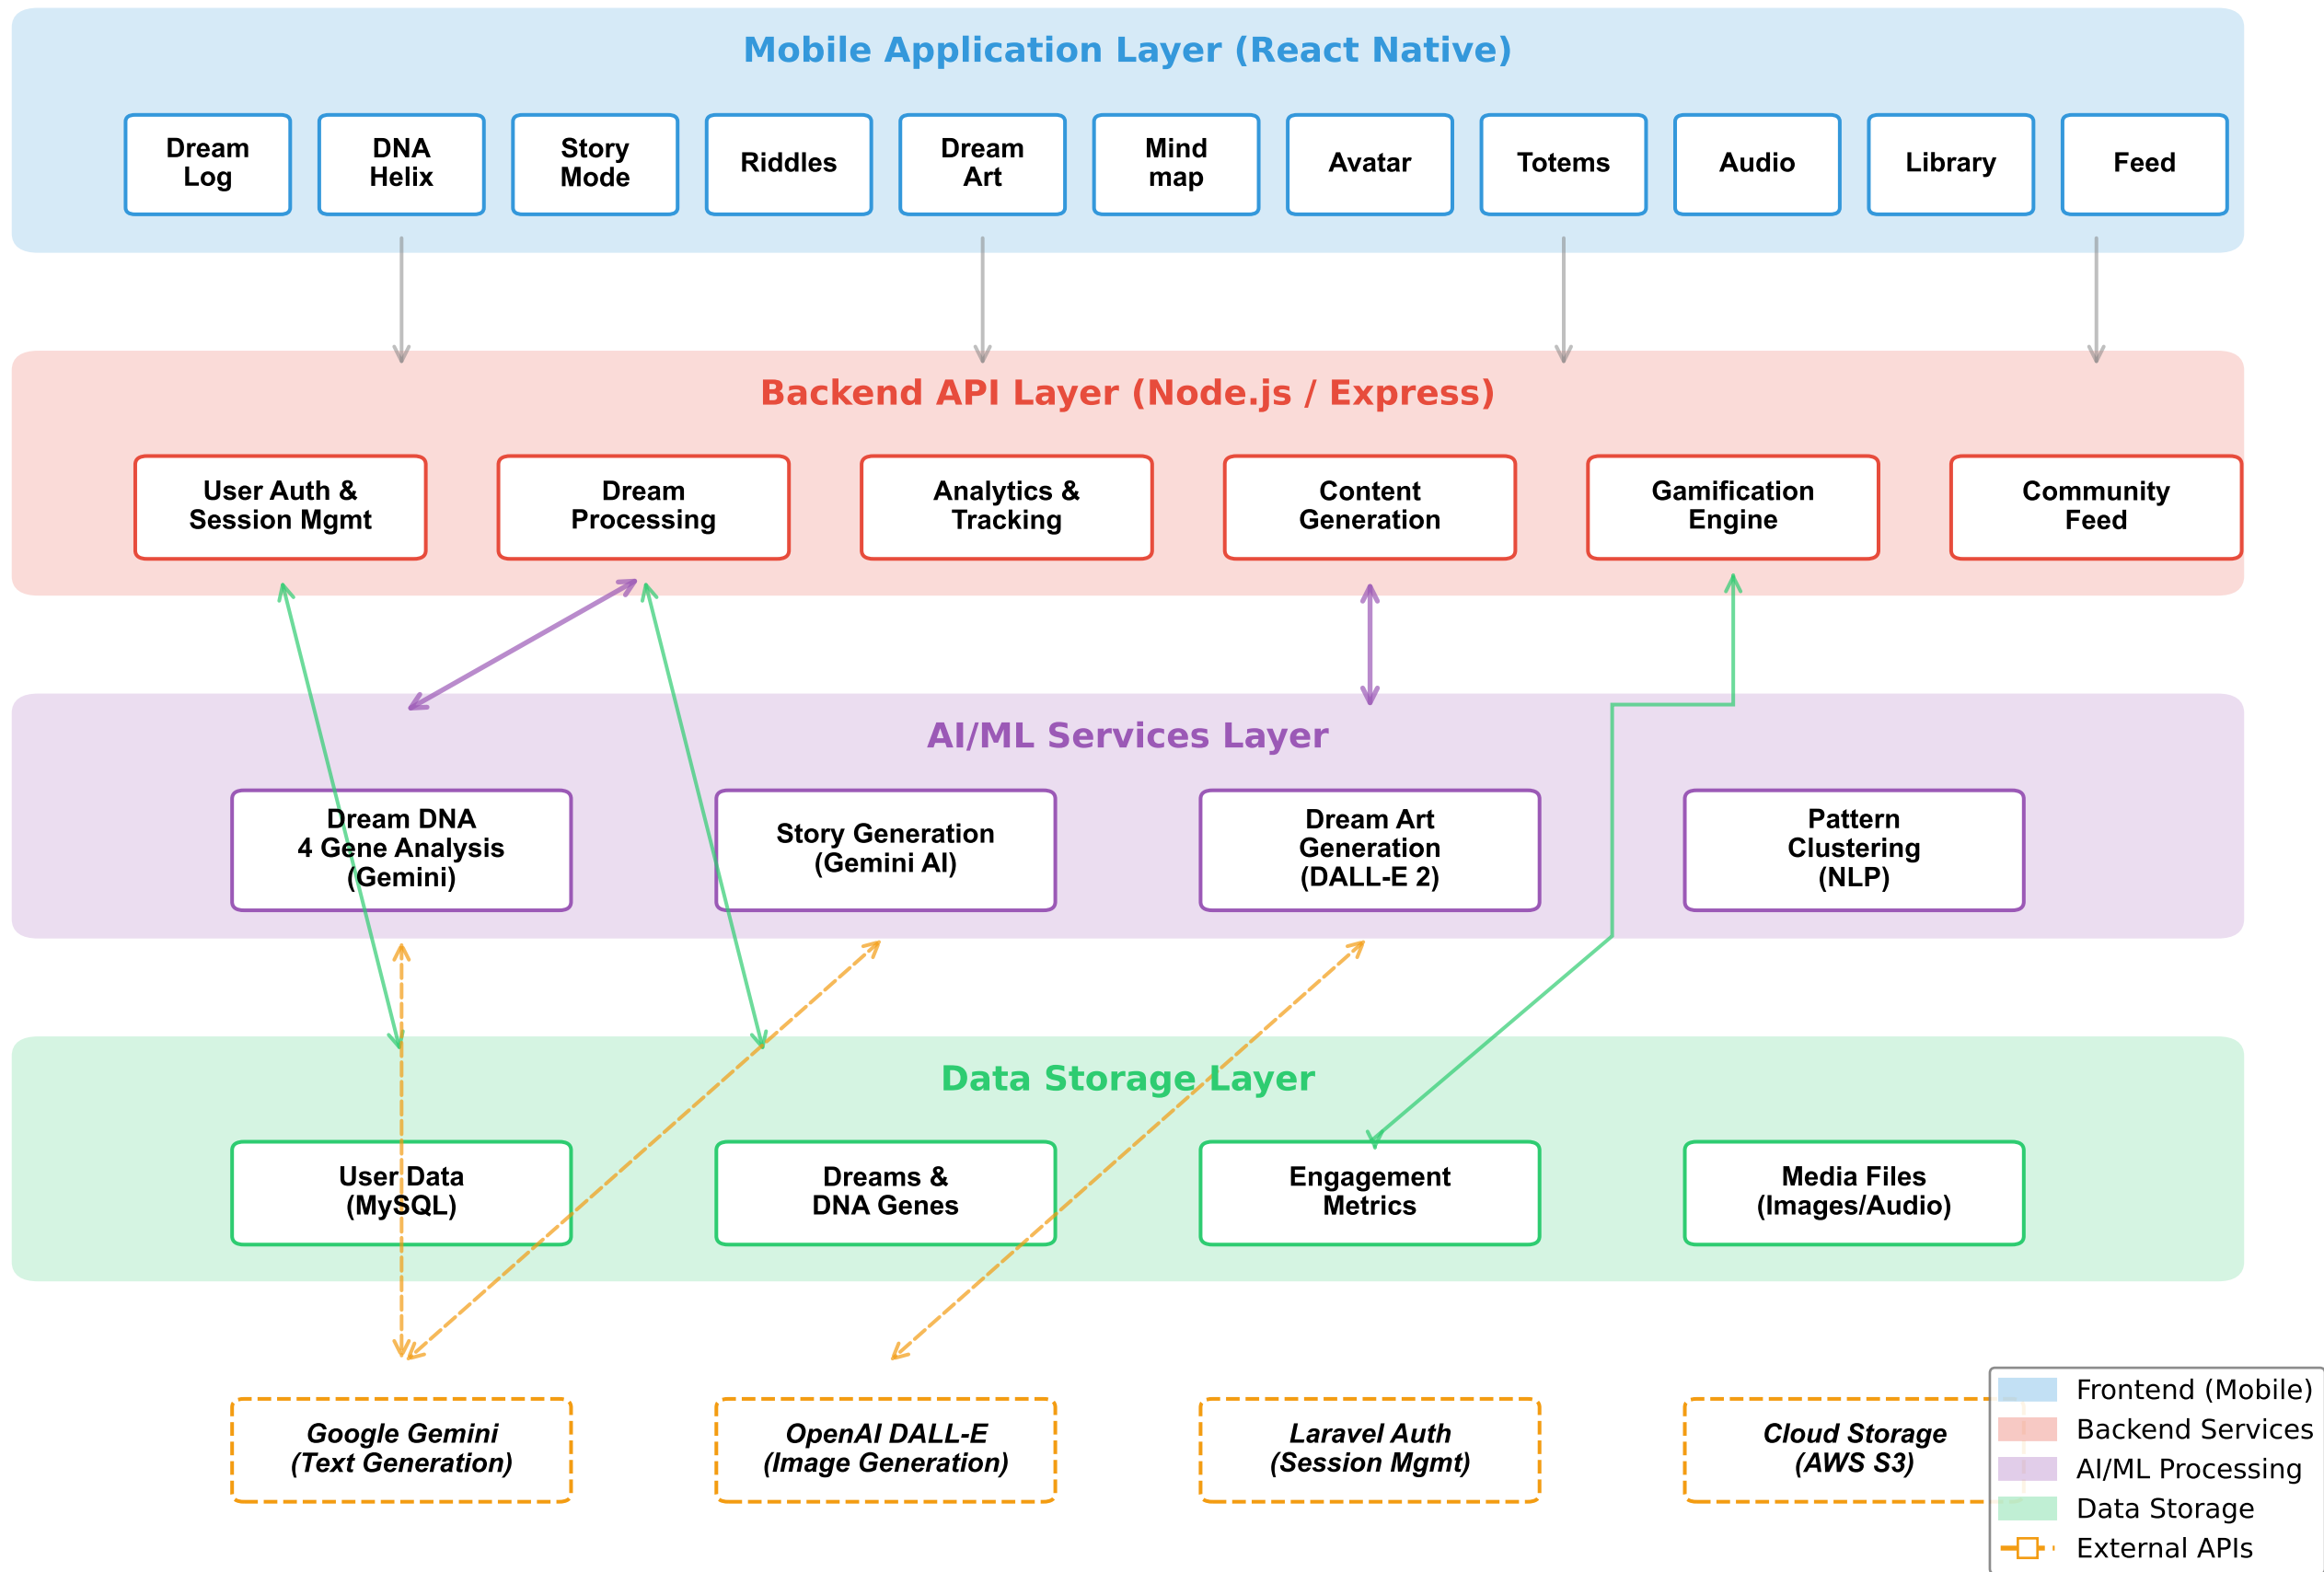 Mobile Application Layer (React Native)
Dream
Log
DNA
Helix
Story
Mode
Riddles
Dream
Art
Mind
map
Avatar
Totems
Audio
Library
Feed
Backend API Layer (Node.js / Express)
User Auth &
Session Mgmt
Dream
Processing
Analytics &
Tracking
Content
Generation
Gamification
Engine
Community
Feed
AI/ML Services Layer
Dream DNA
4 Gene Analysis
(Gemini)
Story Generation
(Gemini AI)
Dream Art
Generation
(DALL-E 2)
Pattern
Clustering
(NLP)
Data Storage Layer
User Data
(MySQL)
Dreams &
DNA Genes
Engagement
Metrics
Media Files
(Images/Audio)
Google Gemini
(Text Generation)
OpenAI DALL-E
(Image Generation)
Laravel Auth
(Session Mgmt)
Cloud Storage
(AWS S3)
Frontend (Mobile)
Backend Services
AI/ML Processing
Data Storage
External APIs